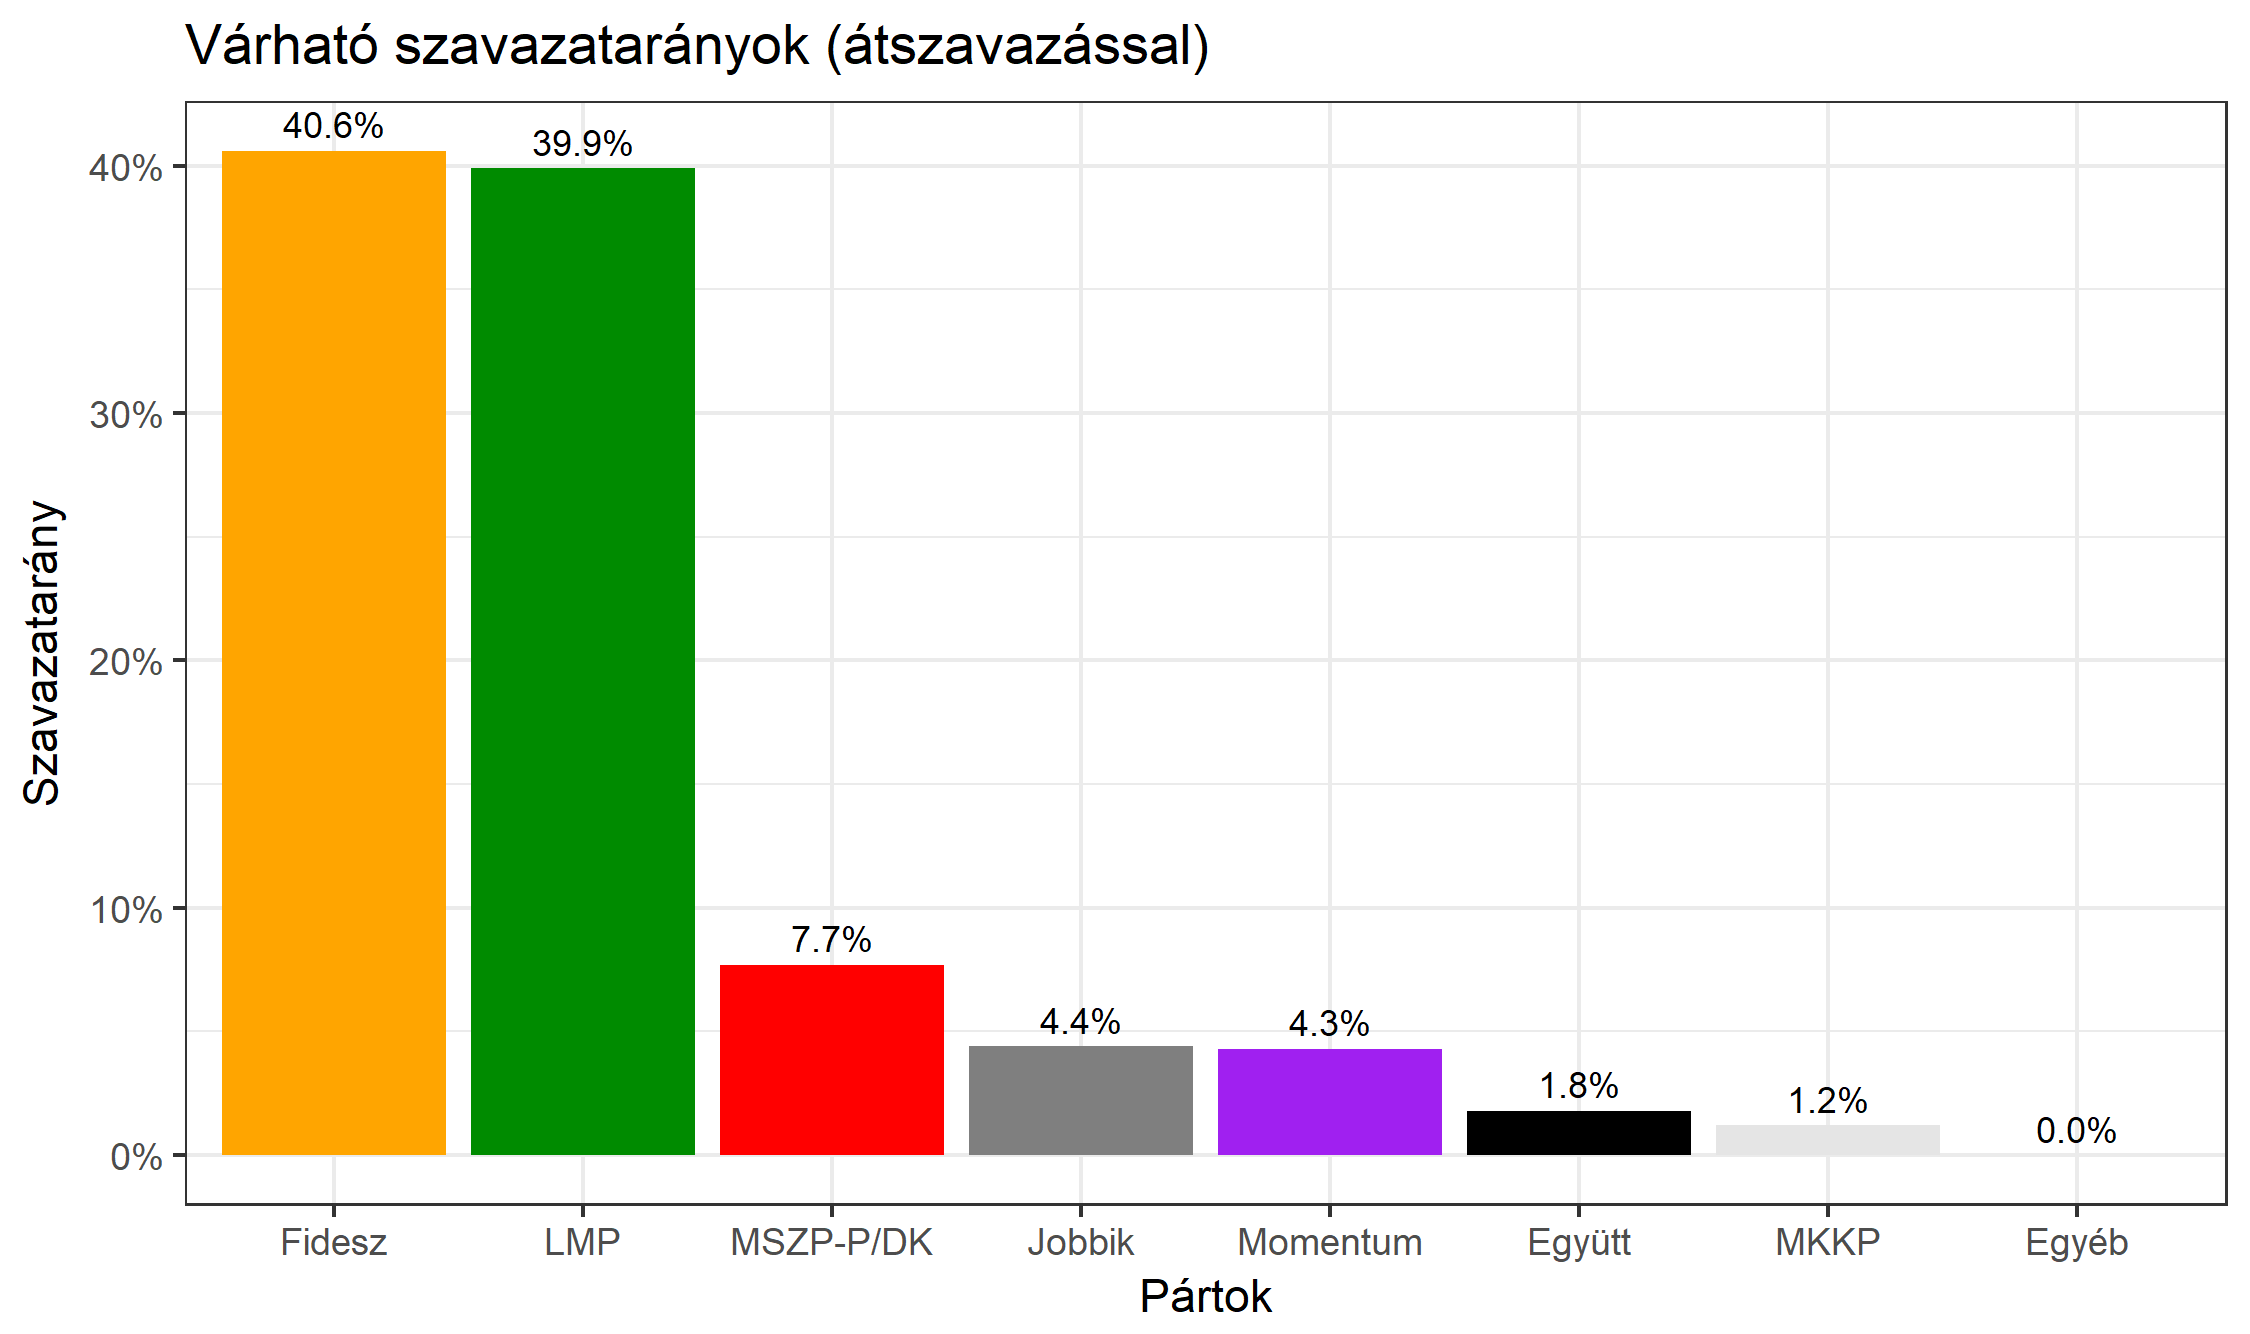 Várható szavazatarányok (átszavazással)
40.6%
39.9%
7.7%
4.4%
4.3%
1.8%
1.2%
0.0%
40%
30%
20%
10%
0%
Szavazatarány
Fidesz
LMP
MSZP-P/DK
Jobbik
Momentum
Együtt
MKKP
Egyéb
Pártok